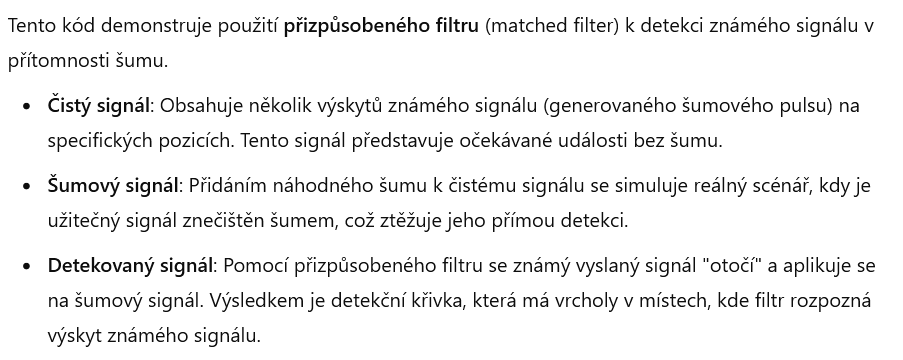 Tento kód demonstruje použití přizpůsobeného filtru (matched filter) k detekci známého signálu v
přítomnosti šumu.
• Čistý signál: Obsahuje několik výskytů známého signálu (generovaného šumového pulsu) na
specifických pozicích. Tento signál představuje očekávané události bez šumu.
• Šumový signál: Přidáním náhodného šumu k čistému signálu se simuluje reálný scénář, kdy je
užitečný signál znečištěn šumem, což ztěžuje jeho přímou detekci.
• Detekovaný signál: Pomocí přizpůsobeného filtru se známý vyslaný signál "otočí" a aplikuje se
na šumový signál. Výsledkem je detekční křivka, která má vrcholy v místech, kde filtr rozpozná
výskyt známého signálu.